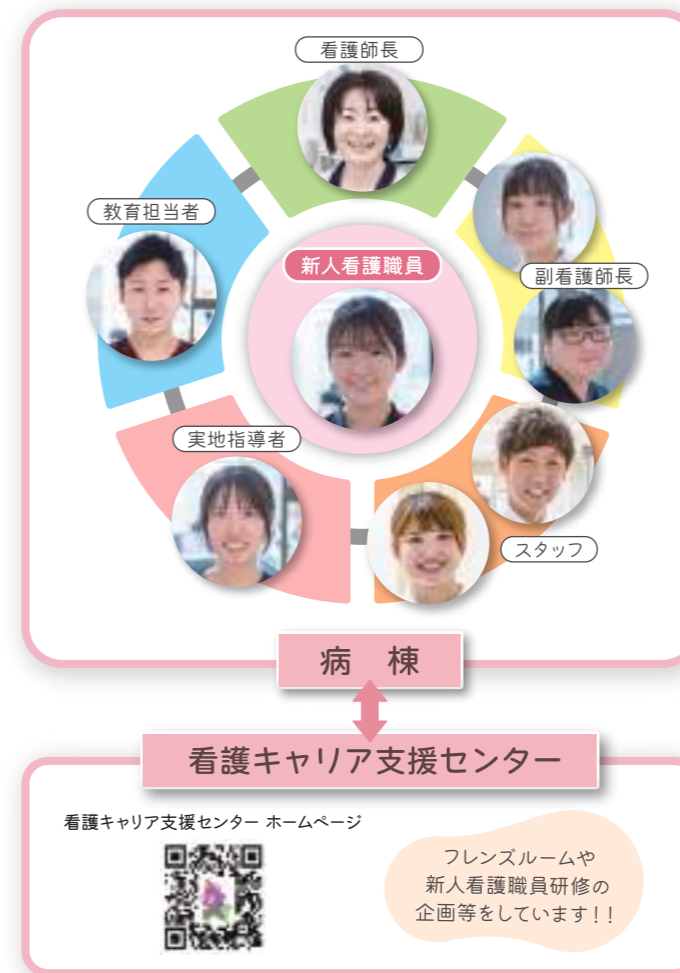 看護師長
教育担当者
新人看護職員
副看護師長
実地指導者
スタッフ
病 棟
看護キャリア支援センター
看護キャリア支援センター ホームページ
フレンズルームや
新人看護職員研修の
企画等をしています!!